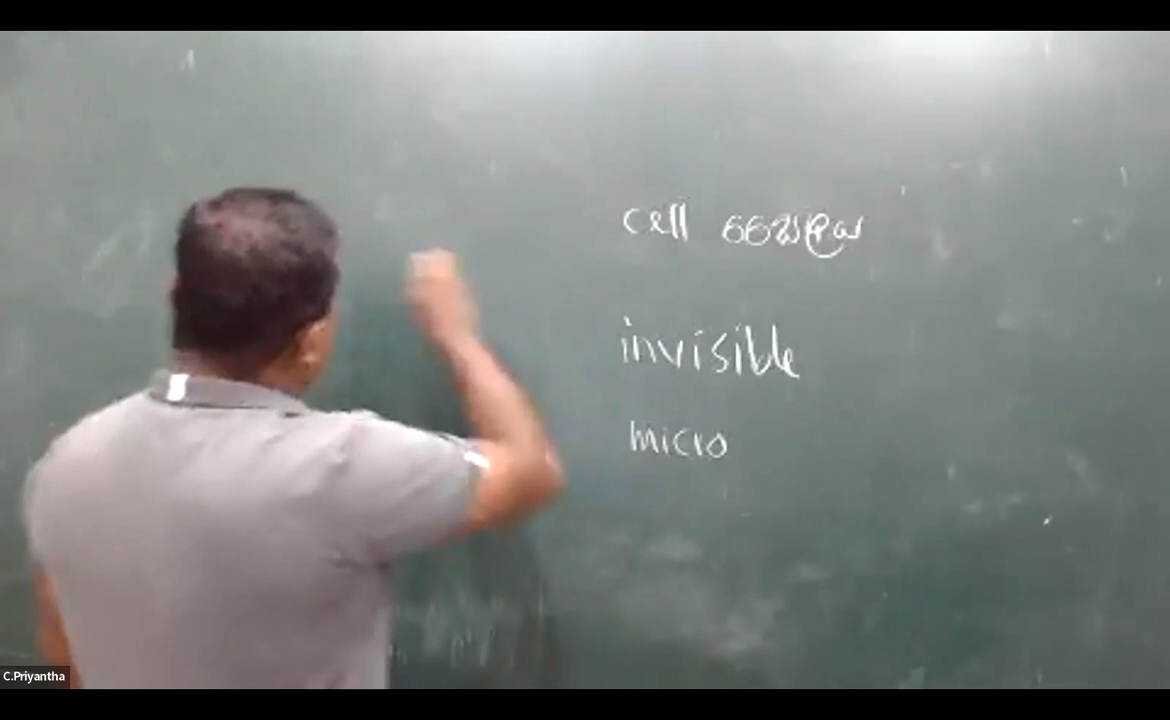 cell සෛලය
invisible
micro
C.Priyantha